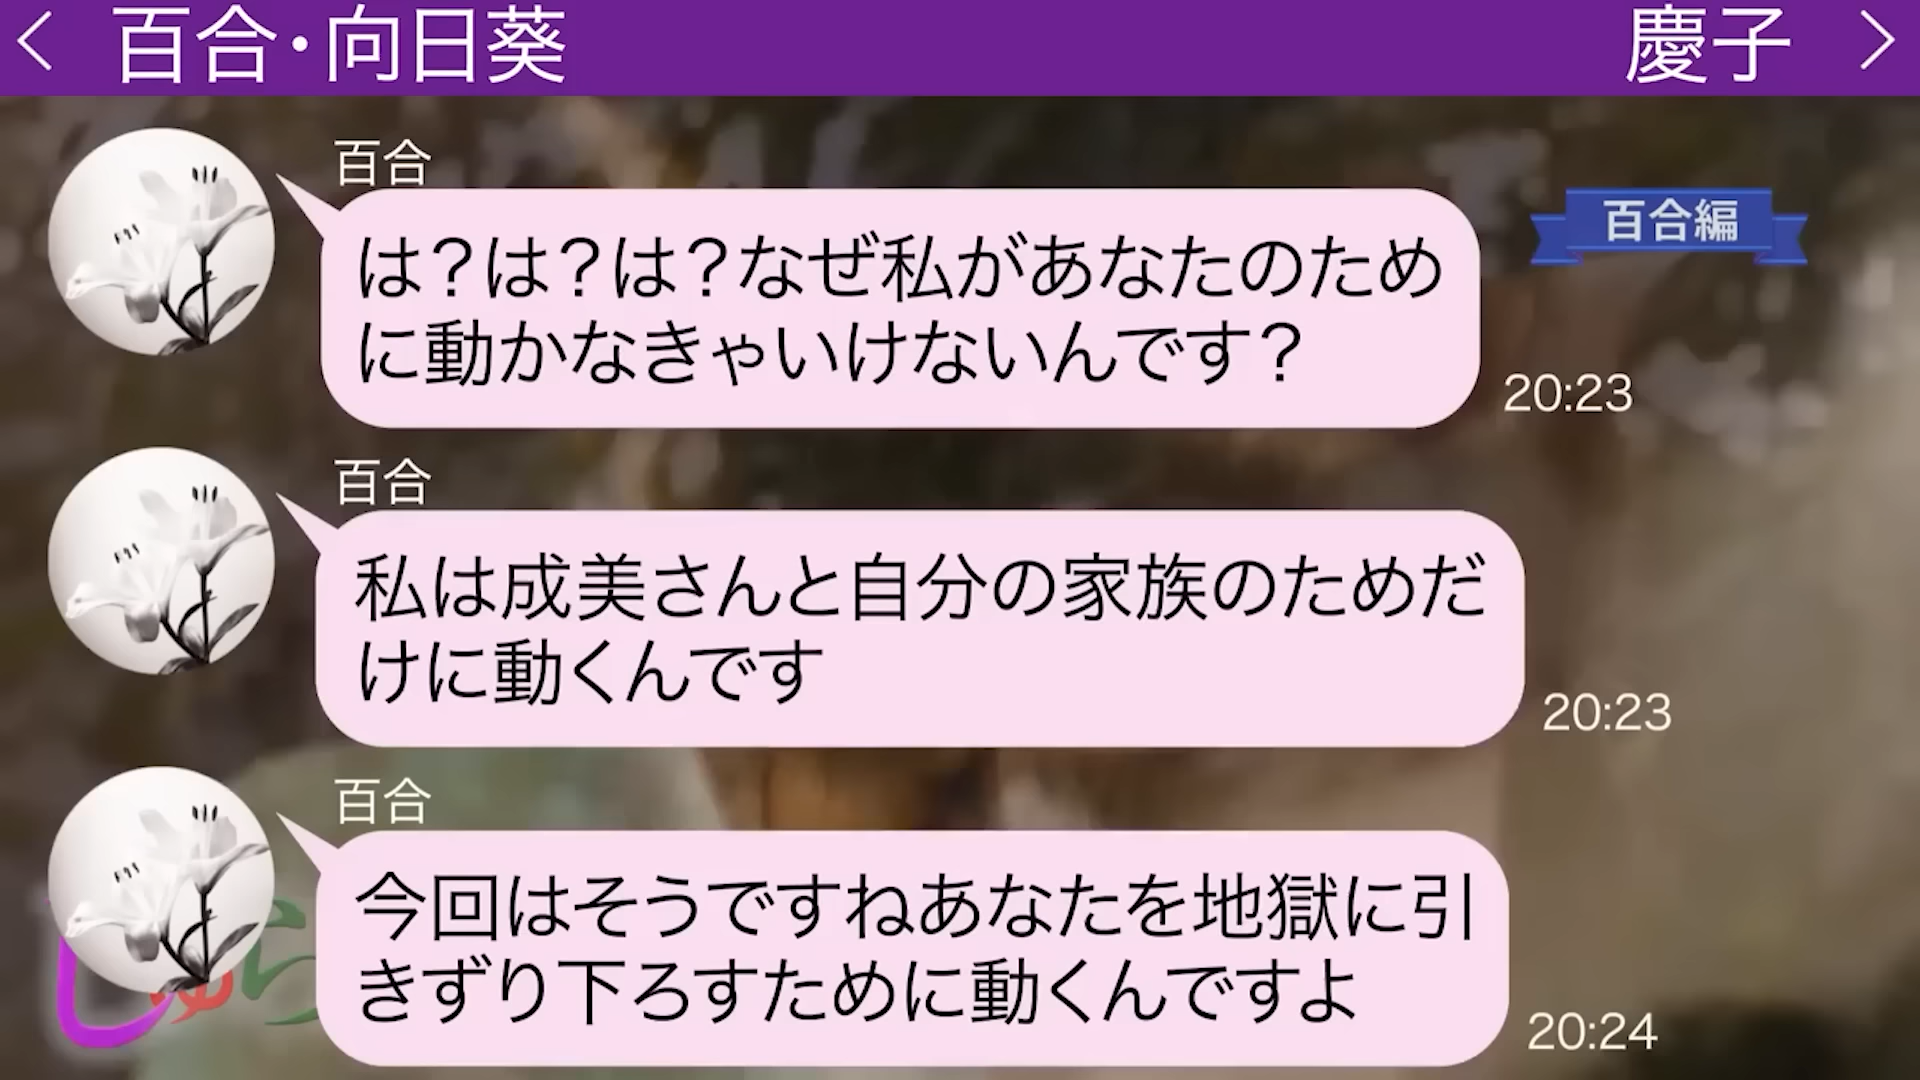 百合・向日葵
慶子
百合
百合編
は？は？は？なぜ私があなたのため
に動かなきゃいけないんです？
20:23
百合
私は成美さんと自分の家族のためだ
けに動くんです
20:23
百合
今回はそうですねあなたを地獄に引
きずり下ろすために動くんですよ
20:24